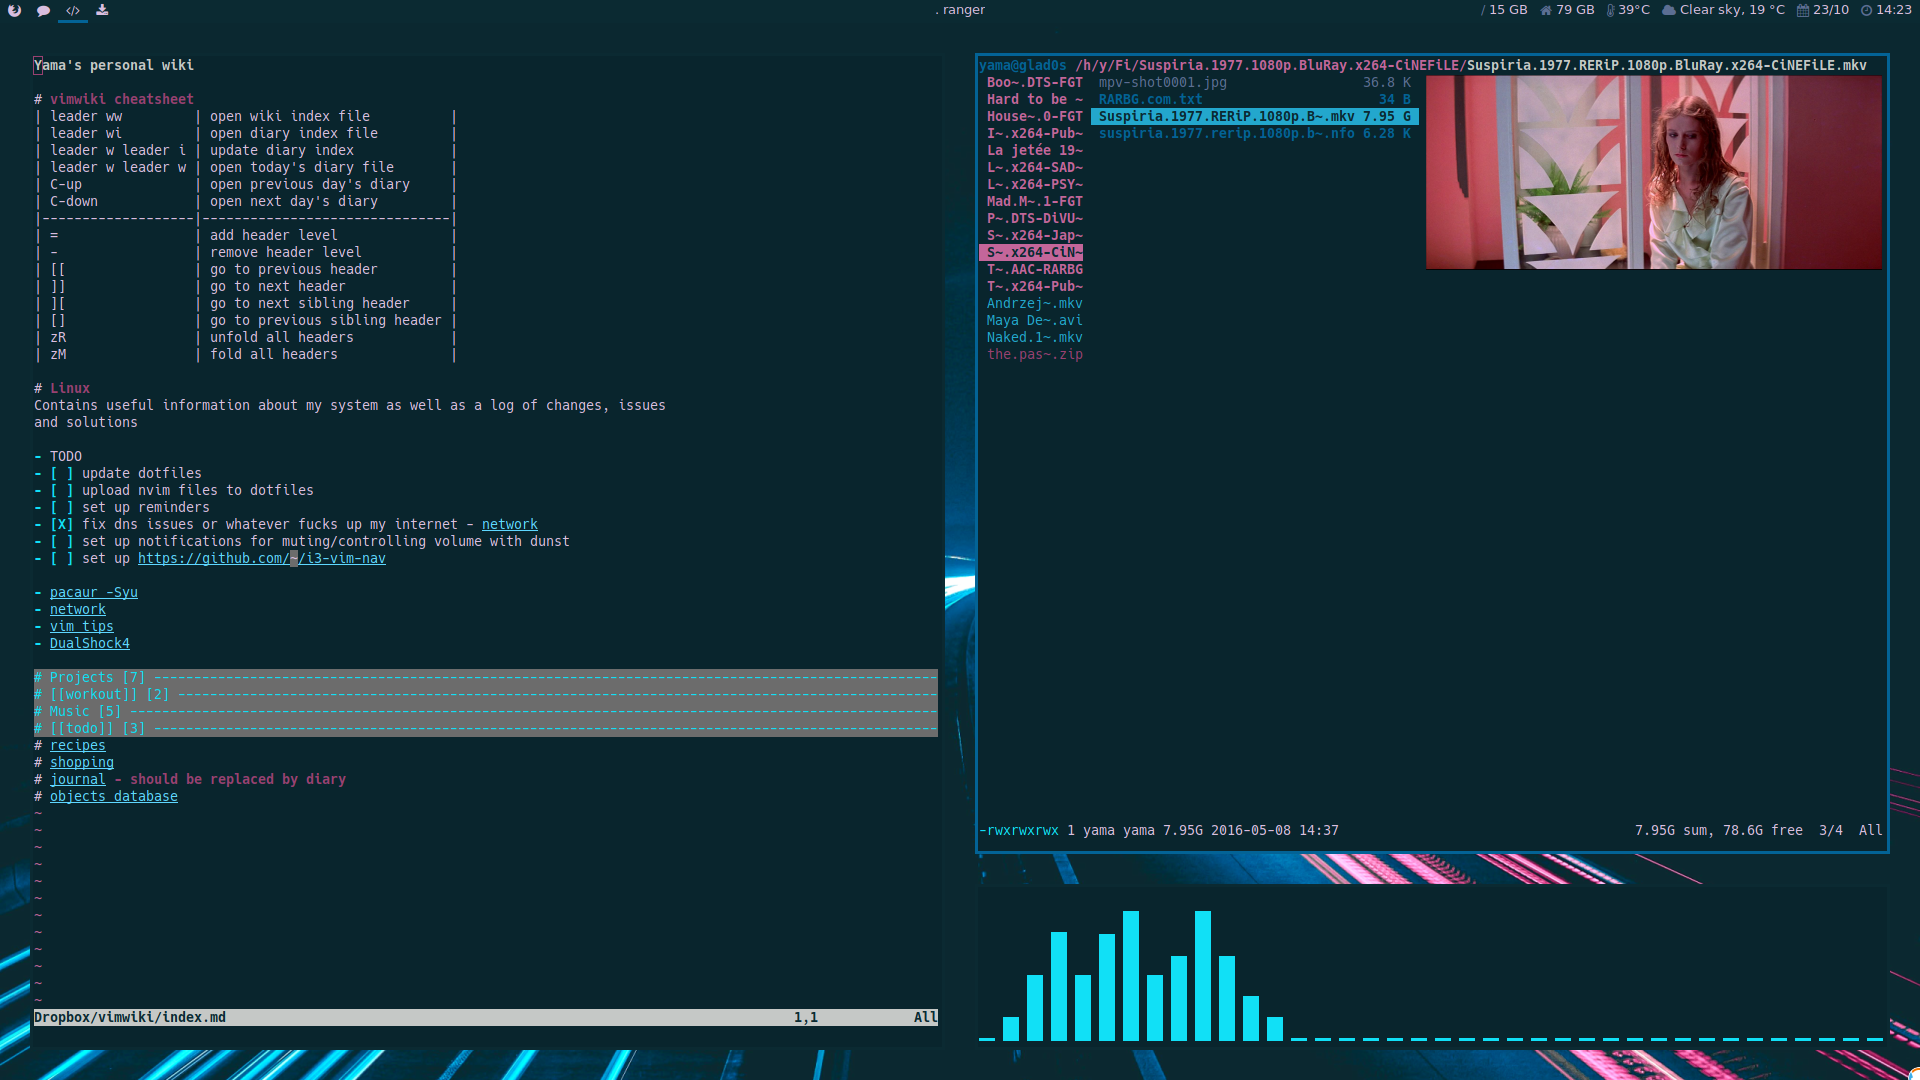 . ranger
/ 15 GB 79 GB 39°C Clear sky, 19 °C 23/10 14:23
Yama's personal wiki
# vimwiki cheatsheet
| leader ww | open wiki index file |
| leader wi | open diary index file |
| leader w leader i | update diary index |
| leader w leader w | open today's diary file |
| C-up | open previous day's diary |
| C-down | open next day's diary |
|-------------------|-------------------------------|
| = | add header level |
| - | remove header level |
| [[ | go to previous header |
| ]] | go to next header |
| ][ | go to next sibling header |
| [] | go to previous sibling header |
| zR | unfold all headers |
| zM | fold all headers |
# Linux
Contains useful information about my system as well as a log of changes, issues
and solutions
- TODO
- [ ] update dotfiles
- [ ] upload nvim files to dotfiles
- [ ] set up reminders
- [X] fix dns issues or whatever fucks up my internet - network
- [ ] set up notifications for muting/controlling volume with dunst
- [ ] set up https://github.com/~/i3-vim-nav
- pacaur -Syu
- network
- vim tips
- DualShock4
# Projects [7] --------------------------------------------------------------------------------------------------
# [[workout]] [2] -----------------------------------------------------------------------------------------------
# Music [5] -----------------------------------------------------------------------------------------------------
# [[todo]] [3] --------------------------------------------------------------------------------------------------
# recipes
# shopping
# journal - should be replaced by diary
# objects database
~
~
~
~
~
~
~
~
~
~
~
~
Dropbox/vimwiki/index.md 1,1 All
yama@glad0s /h/y/Fi/Suspiria.1977.1080p.BluRay.x264-CiNEFiLE/Suspiria.1977.RERiP.1080p.BluRay.x264-CiNEFiLE.mkv
Boo~.DTS-FGT mpv-shot0001.jpg 36.8 K
Hard to be ~ RARBG.com.txt 34 B
House~.0-FGT Suspiria.1977.RERiP.1080p.B~.mkv 7.95 G
I~.x264-Pub~ suspiria.1977.rerip.1080p.b~.nfo 6.28 K
La jetée 19~
L~.x264-SAD~
L~.x264-PSY~
Mad.M~.1-FGT
P~.DTS-DiVU~
S~.x264-Jap~
S~.x264-CiN~
T~.AAC-RARBG
T~.x264-Pub~
Andrzej~.mkv
Maya De~.avi
Naked.1~.mkv
the.pas~.zip
-rwxrwxrwx 1 yama yama 7.95G 2016-05-08 14:37 7.95G sum, 78.6G free 3/4 All